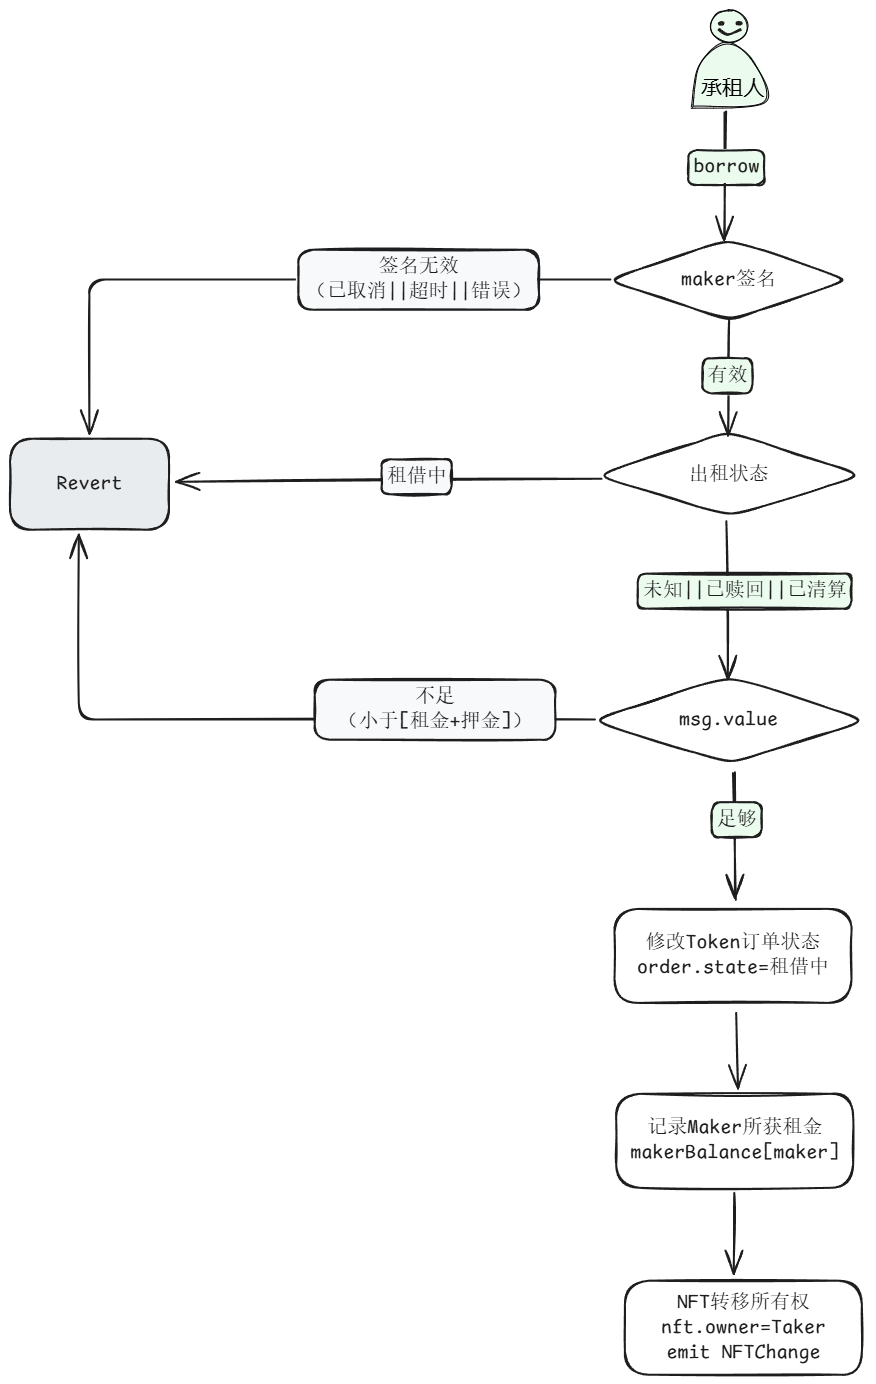 承租人
borrow
maker签名
签名无效
（已取消||超时||错误）
有效
出租状态
租借中
Revert
未知||已赎回||已清算
msg.value
不足
（小于[租金+押金]）
足够
修改Token订单状态
order.state=租借中
记录Maker所获租金
makerBalance[maker]
NFT转移所有权
nft.owner=Taker
emit NFTChange